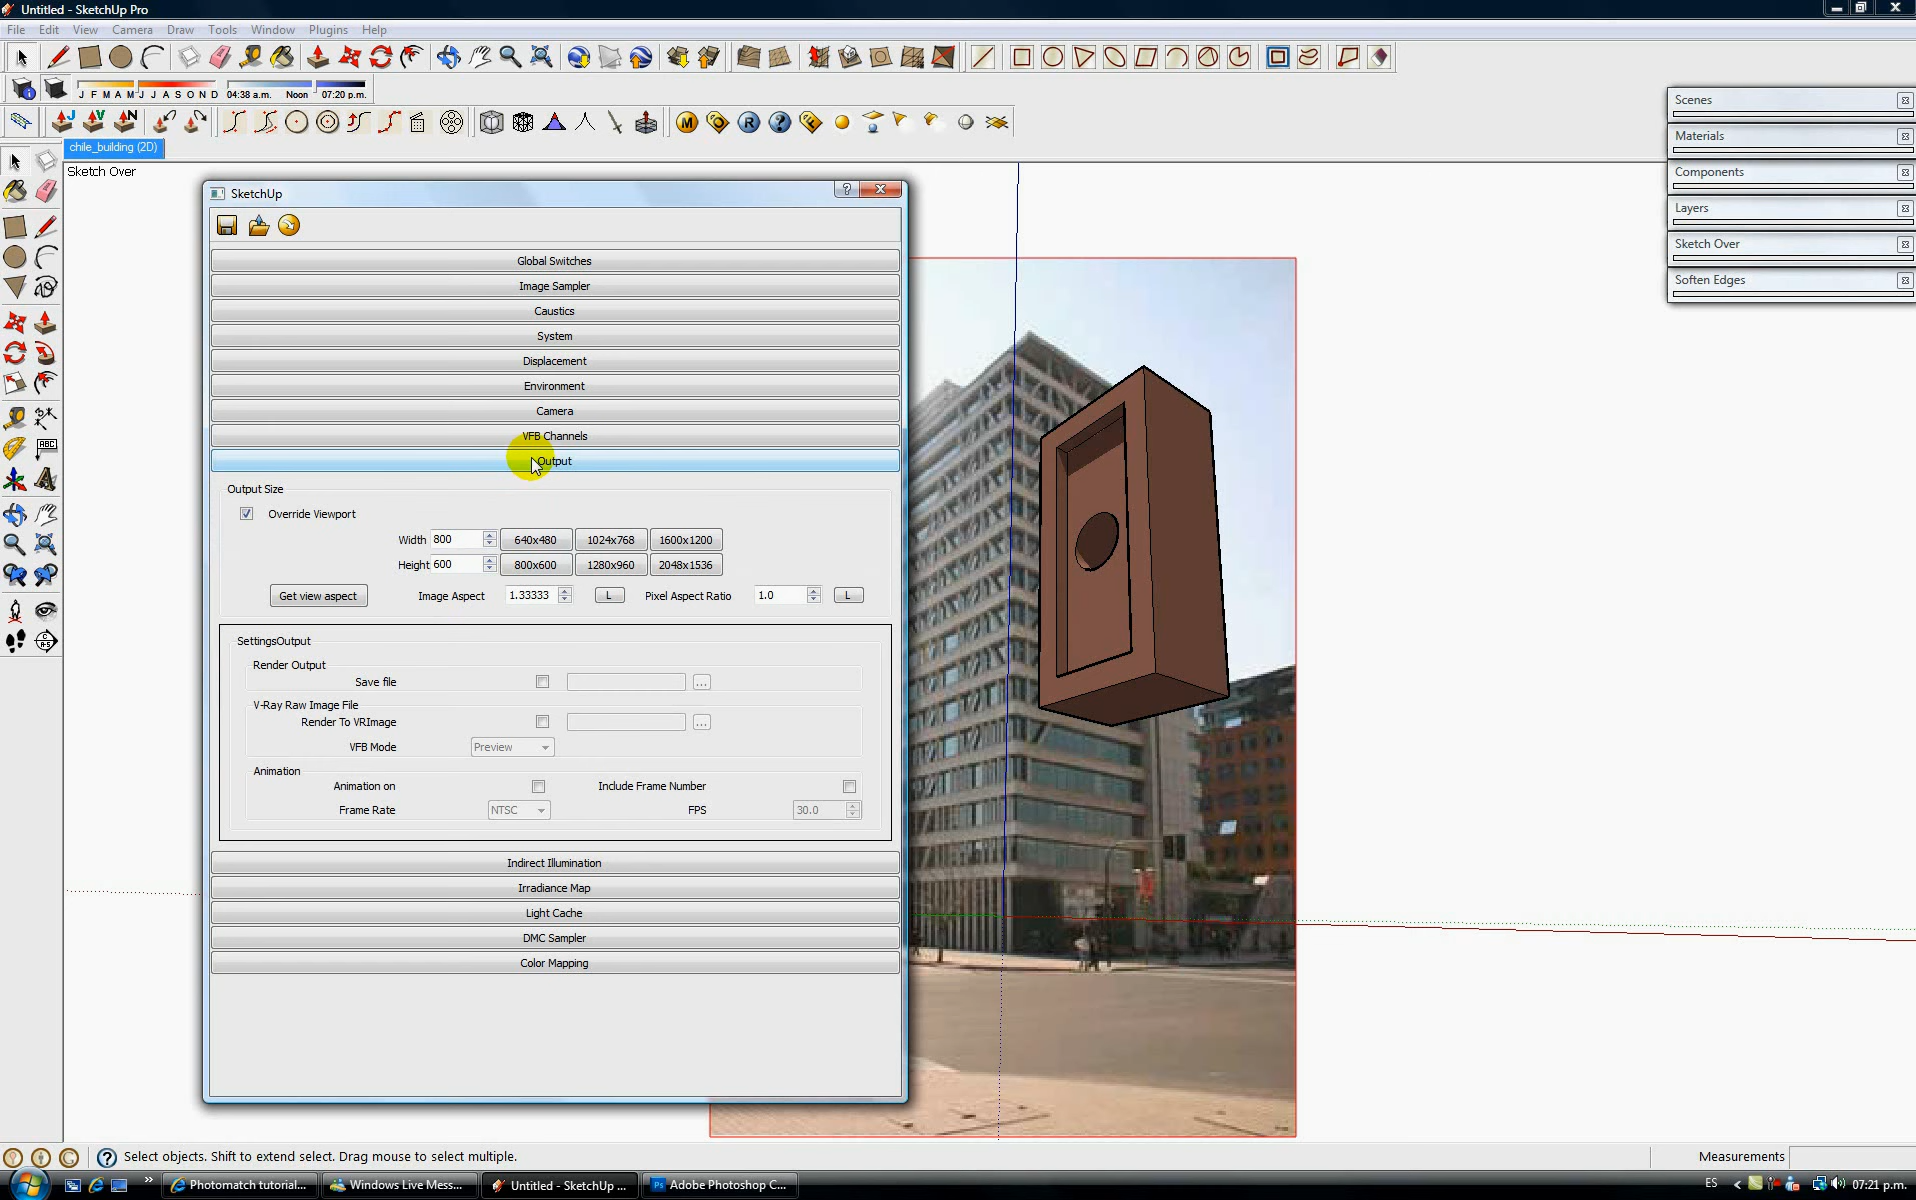 Untitled - SketchUp Pro
File Edit View Camera Draw Tools Window Plugins Help
J F M A M J J A S O N D 04:38 a.m. Noon 07:20 p.m.
J V N
M R ?
chile_building (2D)
Sketch Over
Scenes
Materials
Components
Layers
Sketch Over
Soften Edges
ABC
SketchUp
Global Switches
Image Sampler
Caustics
System
Displacement
Environment
Camera
VFB Channels
Output
Output Size
Override Viewport
Width 800 640x480 1024x768 1600x1200
Height 600 800x600 1280x960 2048x1536
Get view aspect Image Aspect 1.33333 L Pixel Aspect Ratio 1.0 L
SettingsOutput
Render Output
Save file ...
V-Ray Raw Image File
Render To VRImage ...
VFB Mode Preview
Animation
Animation on Include Frame Number
Frame Rate NTSC FPS 30.0
Indirect Illumination
Irradiance Map
Light Cache
DMC Sampler
Color Mapping
Select objects. Shift to extend select. Drag mouse to select multiple. Measurements
Photomatch tutorial... Windows Live Mess... Untitled - SketchUp ... Adobe Photoshop C... ES 07:21 p.m.